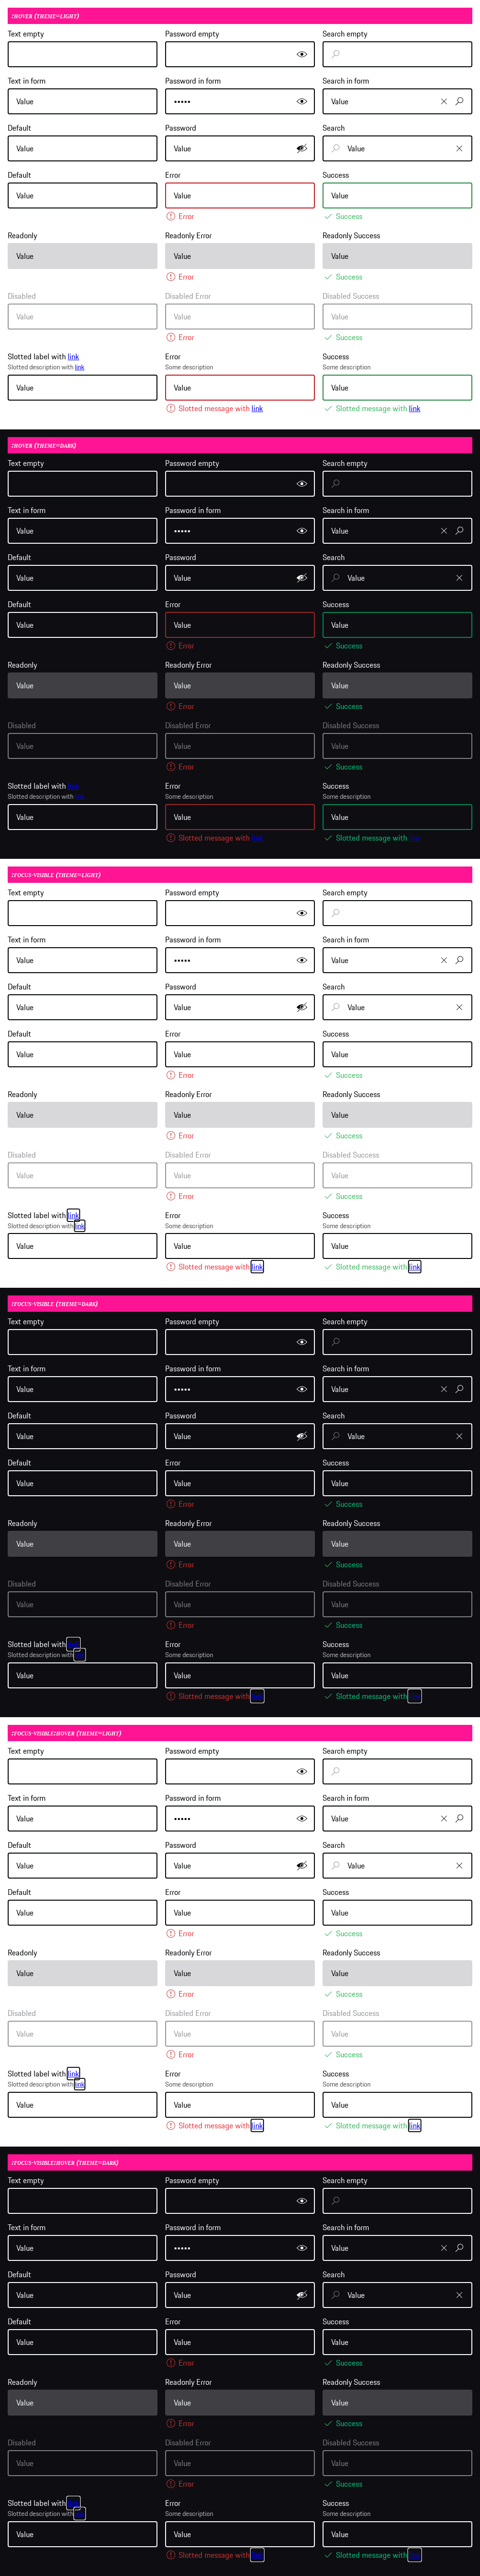 :HOVER (THEME=LIGHT)
Text empty Password empty Search empty
Text in form Password in form Search in form
Value ••••• Value
Default Password Search
Value Value Value
Default Error Success
Value Value Value
Error Success
Readonly Readonly Error Readonly Success
Value Value Value
Error Success
Disabled Disabled Error Disabled Success
Value Value Value
Error Success
Slotted label with link Error Success
Slotted description with link Some description Some description
Value Value Value
Slotted message with link Slotted message with link
:HOVER (THEME=DARK)
Text empty Password empty Search empty
Text in form Password in form Search in form
Value ••••• Value
Default Password Search
Value Value Value
Default Error Success
Value Value Value
Error Success
Readonly Readonly Error Readonly Success
Value Value Value
Error Success
Disabled Disabled Error Disabled Success
Value Value Value
Error Success
Slotted label with Error Success
Slotted description with Some description Some description
Value Value Value
Slotted message with Slotted message with
:FOCUS-VISIBLE (THEME=LIGHT)
Text empty Password empty Search empty
Text in form Password in form Search in form
Value ••••• Value
Default Password Search
Value Value Value
Default Error Success
Value Value Value
Error Success
Readonly Readonly Error Readonly Success
Value Value Value
Error Success
Disabled Disabled Error Disabled Success
Value Value Value
Error Success
Slotted label with link Error Success
Slotted description with link Some description Some description
Value Value Value
Slotted message with link Slotted message with link
:FOCUS-VISIBLE (THEME=DARK)
Text empty Password empty Search empty
Text in form Password in form Search in form
Value ••••• Value
Default Password Search
Value Value Value
Default Error Success
Value Value Value
Error Success
Readonly Readonly Error Readonly Success
Value Value Value
Error Success
Disabled Disabled Error Disabled Success
Value Value Value
Error Success
Slotted label with Error Success
Slotted description with Some description Some description
Value Value Value
Slotted message with Slotted message with
:FOCUS-VISIBLE:HOVER (THEME=LIGHT)
Text empty Password empty Search empty
Text in form Password in form Search in form
Value ••••• Value
Default Password Search
Value Value Value
Default Error Success
Value Value Value
Error Success
Readonly Readonly Error Readonly Success
Value Value Value
Error Success
Disabled Disabled Error Disabled Success
Value Value Value
Error Success
Slotted label with link Error Success
Slotted description with link Some description Some description
Value Value Value
Slotted message with link Slotted message with link
:FOCUS-VISIBLE:HOVER (THEME=DARK)
Text empty Password empty Search empty
Text in form Password in form Search in form
Value ••••• Value
Default Password Search
Value Value Value
Default Error Success
Value Value Value
Error Success
Readonly Readonly Error Readonly Success
Value Value Value
Error Success
Disabled Disabled Error Disabled Success
Value Value Value
Error Success
Slotted label with Error Success
Slotted description with Some description Some description
Value Value Value
Slotted message with Slotted message with